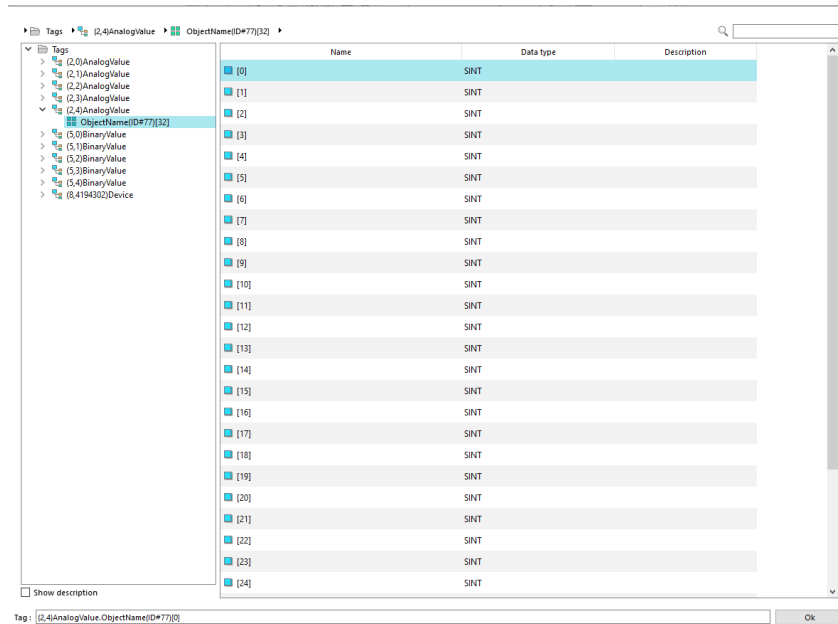 Tags (2,4)AnalogValue ObjectName(ID#77)[32]
Tags
(2,0)AnalogValue
(2,1)AnalogValue
(2,2)AnalogValue
(2,3)AnalogValue
(2,4)AnalogValue
ObjectName(ID#77)[32]
(5,0)BinaryValue
(5,1)BinaryValue
(5,2)BinaryValue
(5,3)BinaryValue
(5,4)BinaryValue
(8,4194302)Device
Name Data type Description
[0] SINT
[1] SINT
[2] SINT
[3] SINT
[4] SINT
[5] SINT
[6] SINT
[7] SINT
[8] SINT
[9] SINT
[10] SINT
[11] SINT
[12] SINT
[13] SINT
[14] SINT
[15] SINT
[16] SINT
[17] SINT
[18] SINT
[19] SINT
[20] SINT
[21] SINT
[22] SINT
[23] SINT
[24] SINT
Show description
Tag : (2,4)AnalogValue.ObjectName(ID#77)[0] Ok